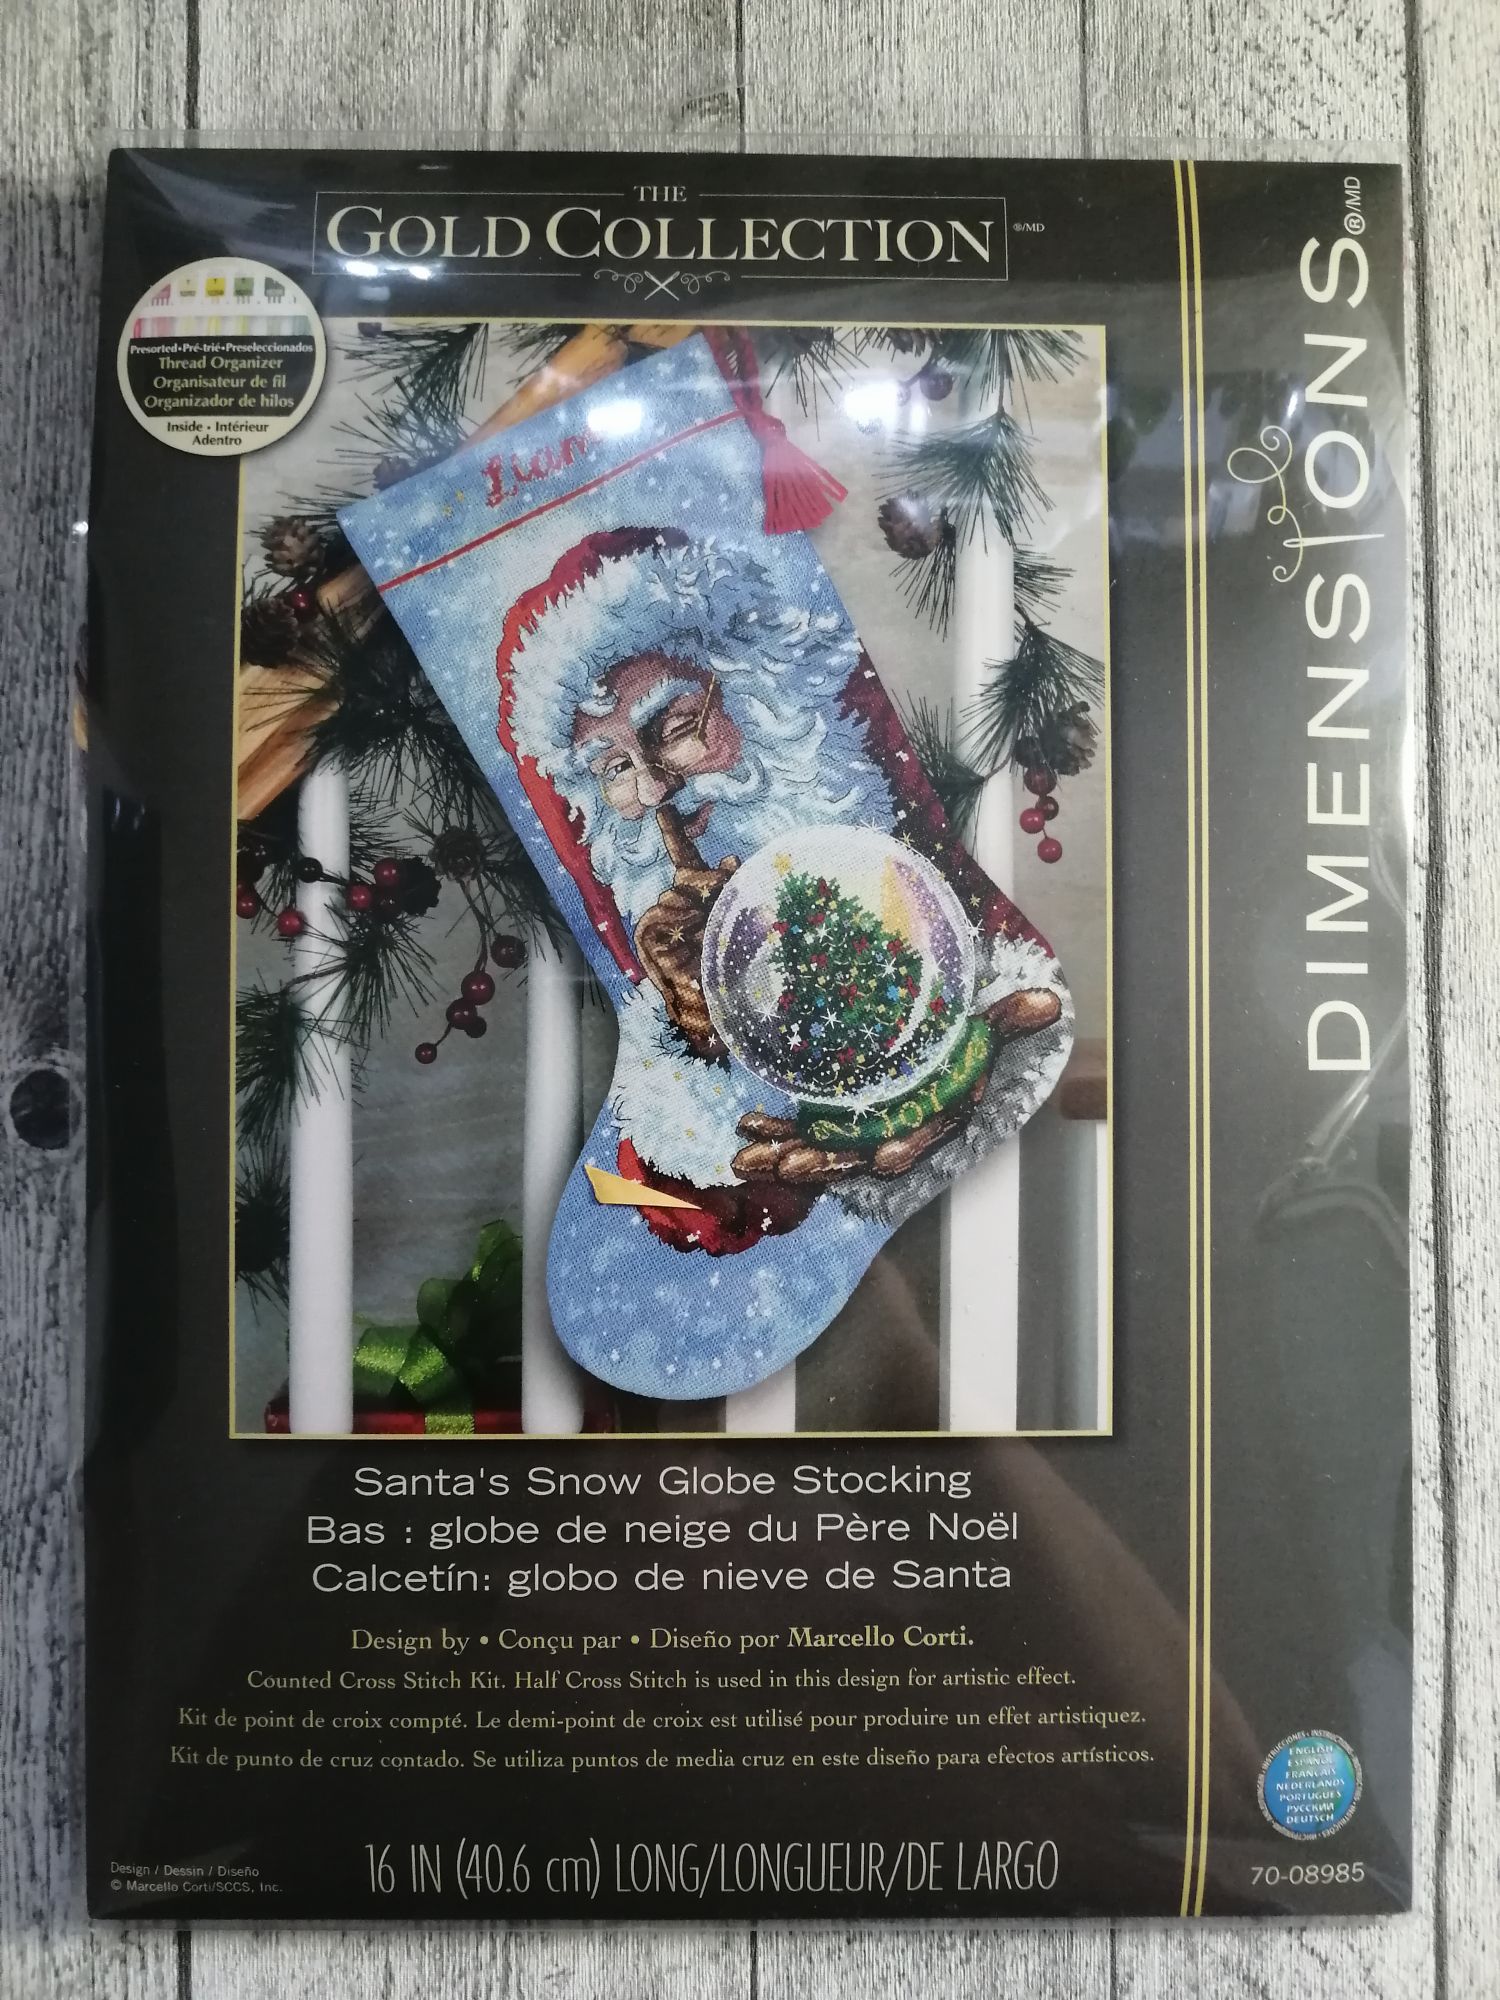 THE
GOLD COLLECTION ®/MD
Presorted•Pré-trié•Preseleccionados
Thread Organizer
Organisateur de fil
Organizador de hilos
Inside • Intérieur
Adentro
DIMENSIONS®/MD
Liam
JOY
Santa's Snow Globe Stocking
Bas : globe de neige du Père Noël
Calcetín: globo de nieve de Santa
Design by • Conçu par • Diseño por Marcello Corti.
Counted Cross Stitch Kit. Half Cross Stitch is used in this design for artistic effect.
Kit de point de croix compté. Le demi-point de croix est utilisé pour produire un effet artistiquez.
Kit de punto de cruz contado. Se utiliza puntos de media cruz en este diseño para efectos artísticos.
ENGLISH
ESPAÑOL
FRANÇAIS
NEDERLANDS
PORTUGUÊS
РУССКИЙ
DEUTSCH
Design / Dessin / Diseño
© Marcello Corti/SCCS, Inc.
16 IN (40.6 cm) LONG/LONGUEUR/DE LARGO
70-08985